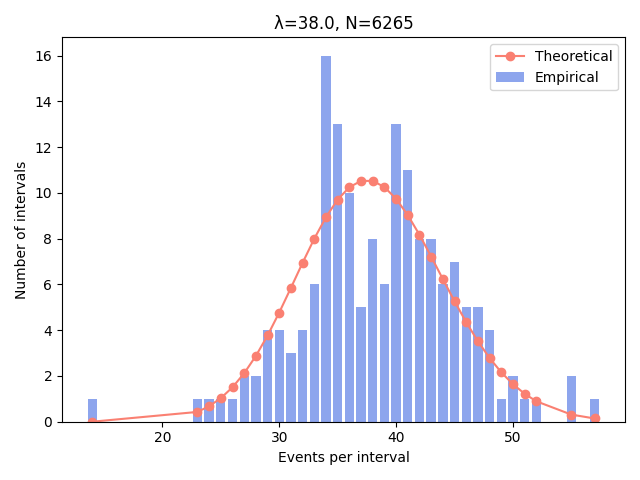 λ=38.0, N=6265
Theoretical
Empirical
Number of intervals
16
14
12
10
8
6
4
2
0
20
30
40
50
Events per interval